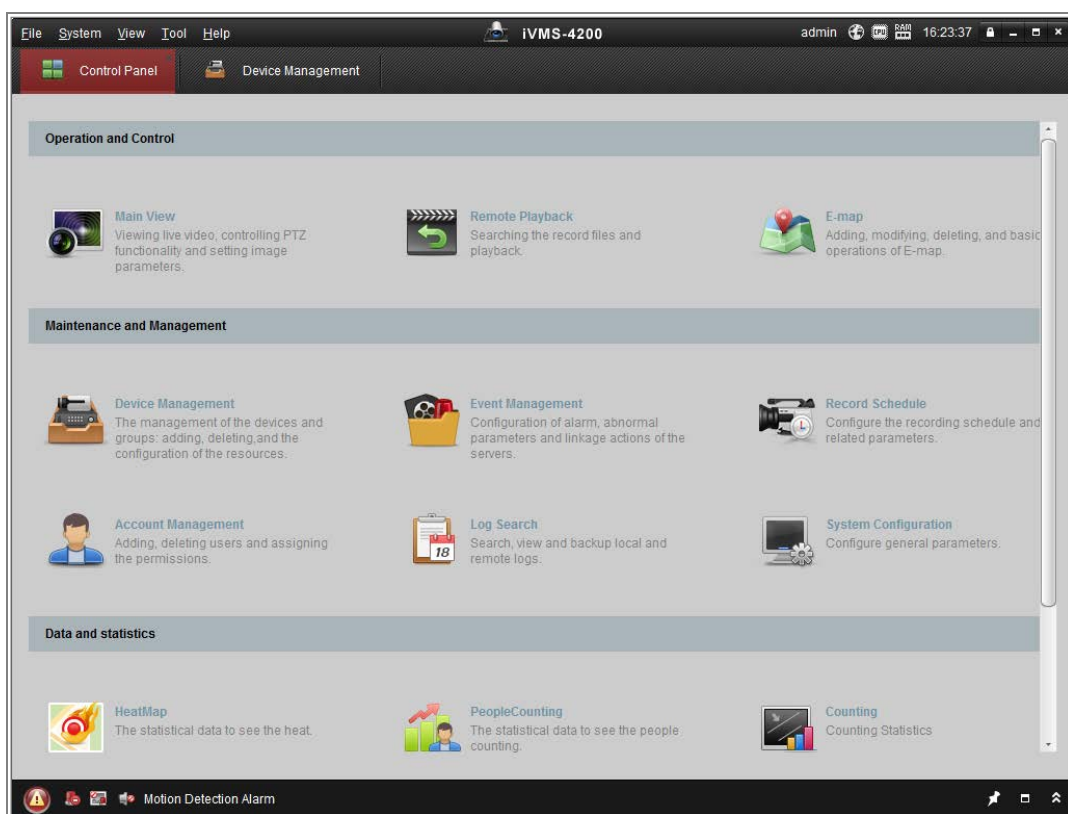 File System View Tool Help iVMS-4200 admin CPU RAM 16:23:37
Control Panel Device Management
Operation and Control
Main View
Viewing live video, controlling PTZ
functionality and setting image
parameters.
Remote Playback
Searching the record files and
playback.
E-map
Adding, modifying, deleting, and basic
operations of E-map.
Maintenance and Management
Device Management
The management of the devices and
groups: adding, deleting,and the
configuration of the resources.
Event Management
Configuration of alarm, abnormal
parameters and linkage actions of the
servers.
Record Schedule
Configure the recording schedule and
related parameters.
Account Management
Adding, deleting users and assigning
the permissions.
18
Log Search
Search, view and backup local and
remote logs.
System Configuration
Configure general parameters.
Data and statistics
HeatMap
The statistical data to see the heat.
PeopleCounting
The statistical data to see the people
counting.
Counting
Counting Statistics
Motion Detection Alarm